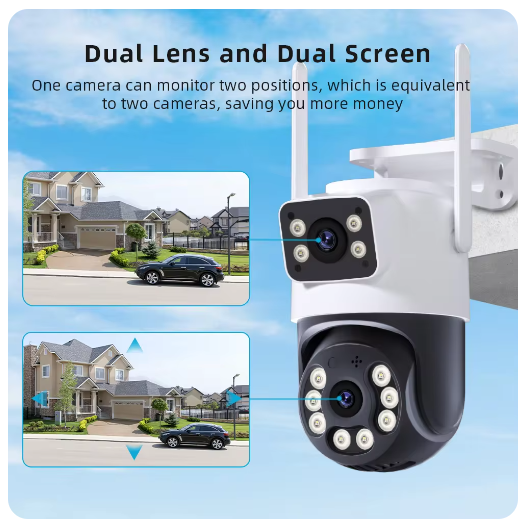 Dual Lens and Dual Screen
One camera can monitor two positions, which is equivalent
to two cameras, saving you more money